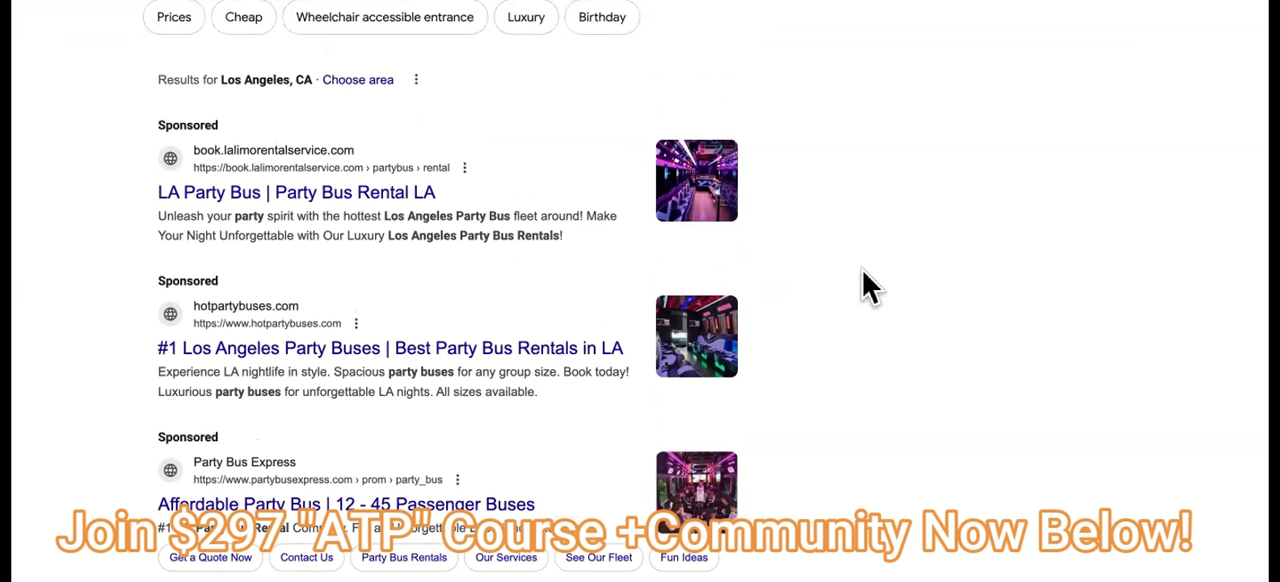 Prices
Cheap
Wheelchair accessible entrance
Luxury
Birthday
Results for Los Angeles, CA · Choose area
Sponsored
book.lalimorentalservice.com
https://book.lalimorentalservice.com › partybus › rental
LA Party Bus | Party Bus Rental LA
Unleash your party spirit with the hottest Los Angeles Party Bus fleet around! Make
Your Night Unforgettable with Our Luxury Los Angeles Party Bus Rentals!
Sponsored
hotpartybuses.com
https://www.hotpartybuses.com
#1 Los Angeles Party Buses | Best Party Bus Rentals in LA
Experience LA nightlife in style. Spacious party buses for any group size. Book today!
Luxurious party buses for unforgettable LA nights. All sizes available.
Sponsored
Party Bus Express
https://www.partybusexpress.com › prom › party_bus
Affordable Party Bus | 12 - 45 Passenger Buses
Join $297 "ATP" Course +Community Now Below!
Get a Quote Now
Contact Us
Party Bus Rentals
Our Services
See Our Fleet
Fun Ideas